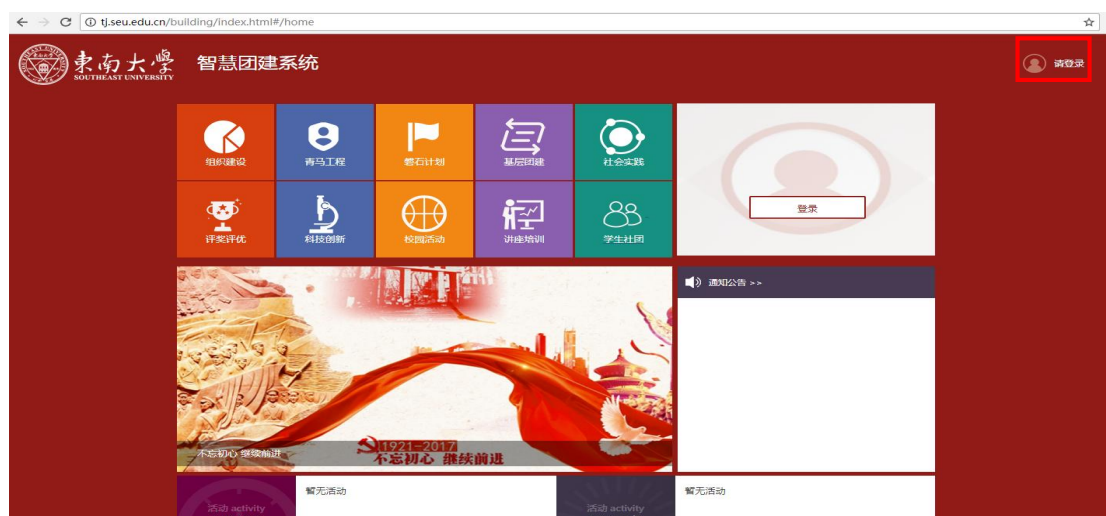 tj.seu.edu.cn/building/index.html#/home
東南大學
SOUTHEAST UNIVERSITY
智慧团建系统
请登录
组织建设
青马工程
磐石计划
基层团建
社会实践
评奖评优
科技创新
校园活动
讲座培训
学生社团
登录
通知公告 >>
1921-2017
不忘初心 继续前进
不忘初心 继续前进
暂无活动
活动 activity
暂无活动
活动 activity